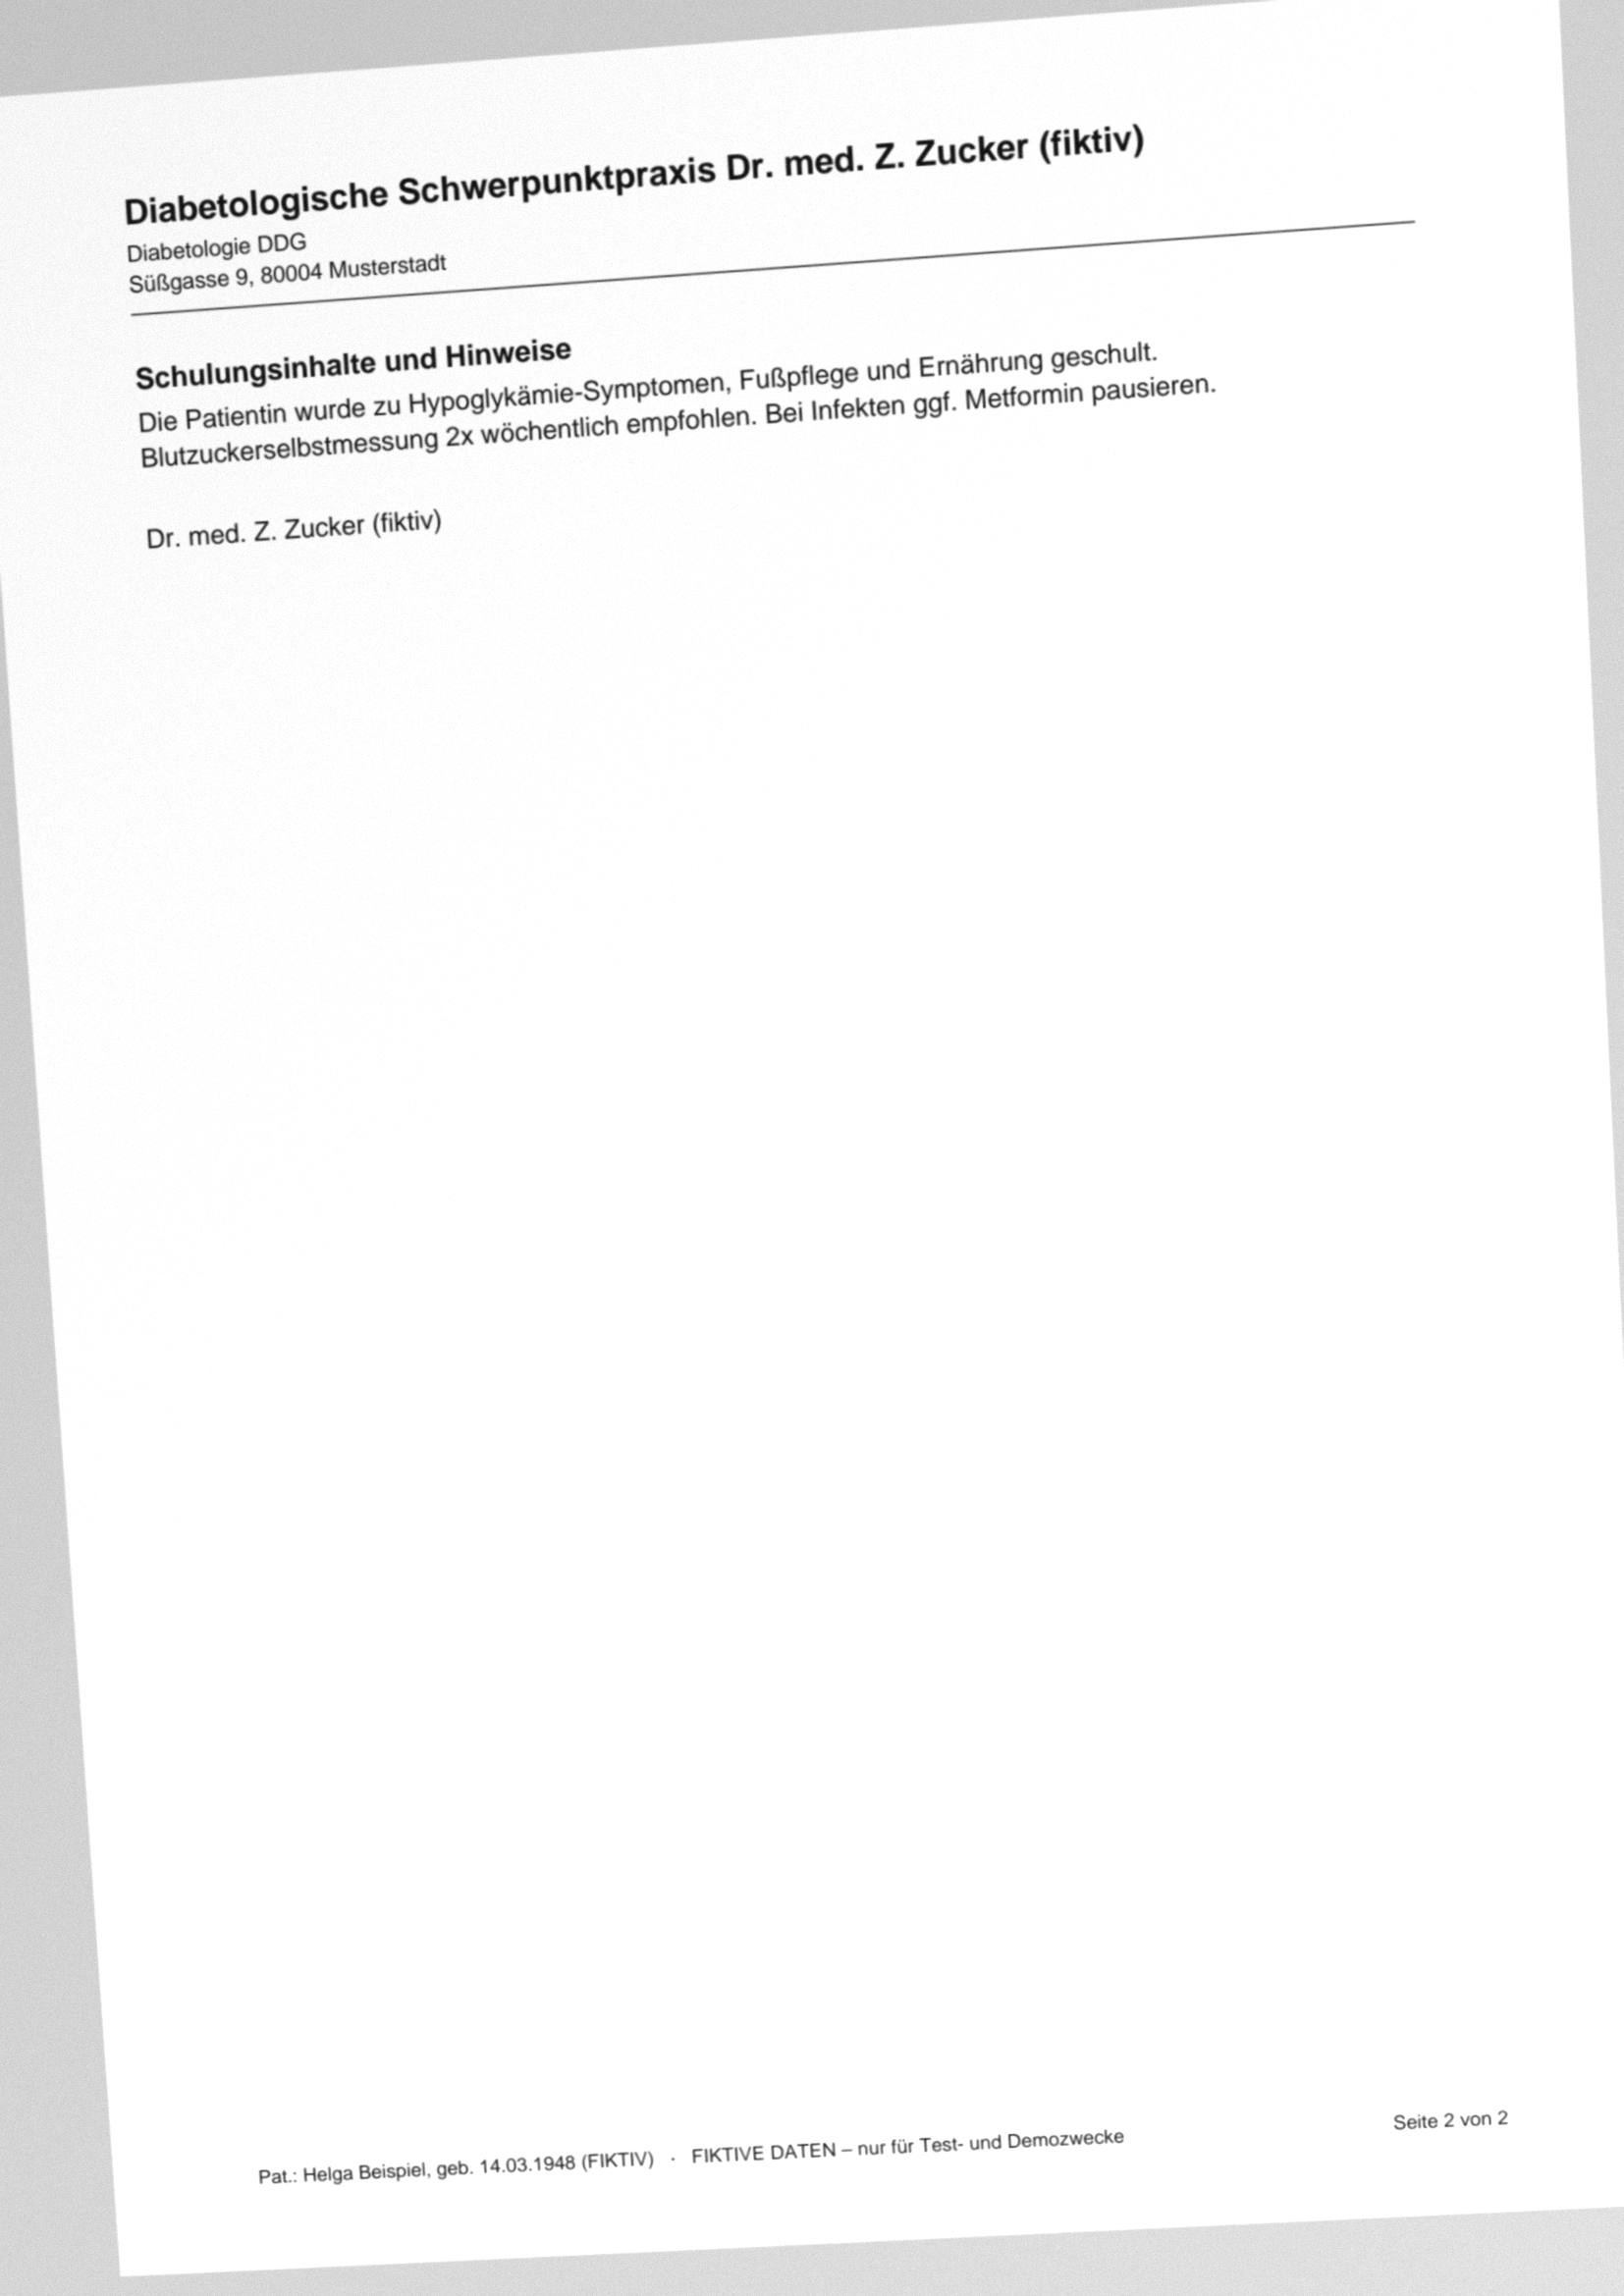 Diabetologische Schwerpunktpraxis Dr. med. Z. Zucker (fiktiv)
Diabetologie DDG
Süßgasse 9, 80004 Musterstadt
Schulungsinhalte und Hinweise
Die Patientin wurde zu Hypoglykämie-Symptomen, Fußpflege und Ernährung geschult.
Blutzuckerselbstmessung 2x wöchentlich empfohlen. Bei Infekten ggf. Metformin pausieren.
Dr. med. Z. Zucker (fiktiv)
Pat.: Helga Beispiel, geb. 14.03.1948 (FIKTIV) · FIKTIVE DATEN – nur für Test- und Demozwecke
Seite 2 von 2